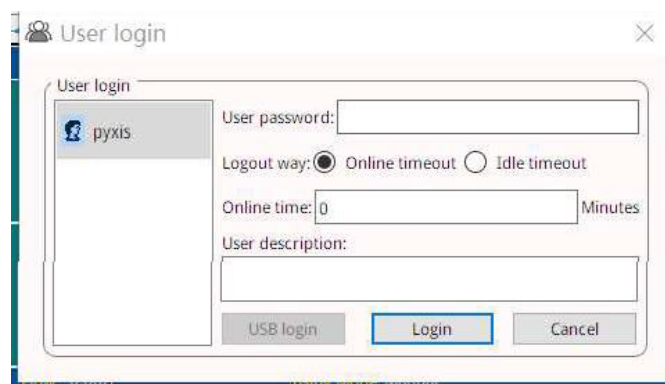 User login
User login
pyxis
User password:
Logout way: Online timeout Idle timeout
Online time: 0 Minutes
User description:
USB login Login Cancel